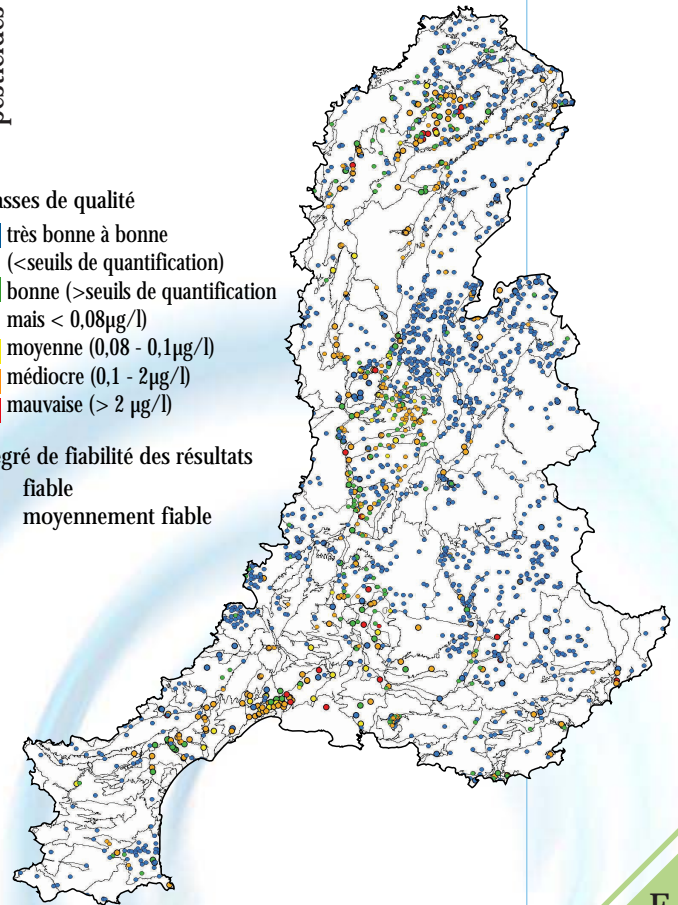 pesticides
asses de qualité
très bonne à bonne
(<seuils de quantification)
bonne (>seuils de quantification
mais < 0,08µg/l)
moyenne (0,08 - 0,1µg/l)
médiocre (0,1 - 2µg/l)
mauvaise (> 2 µg/l)
egré de fiabilité des résultats
fiable
moyennement fiable
F